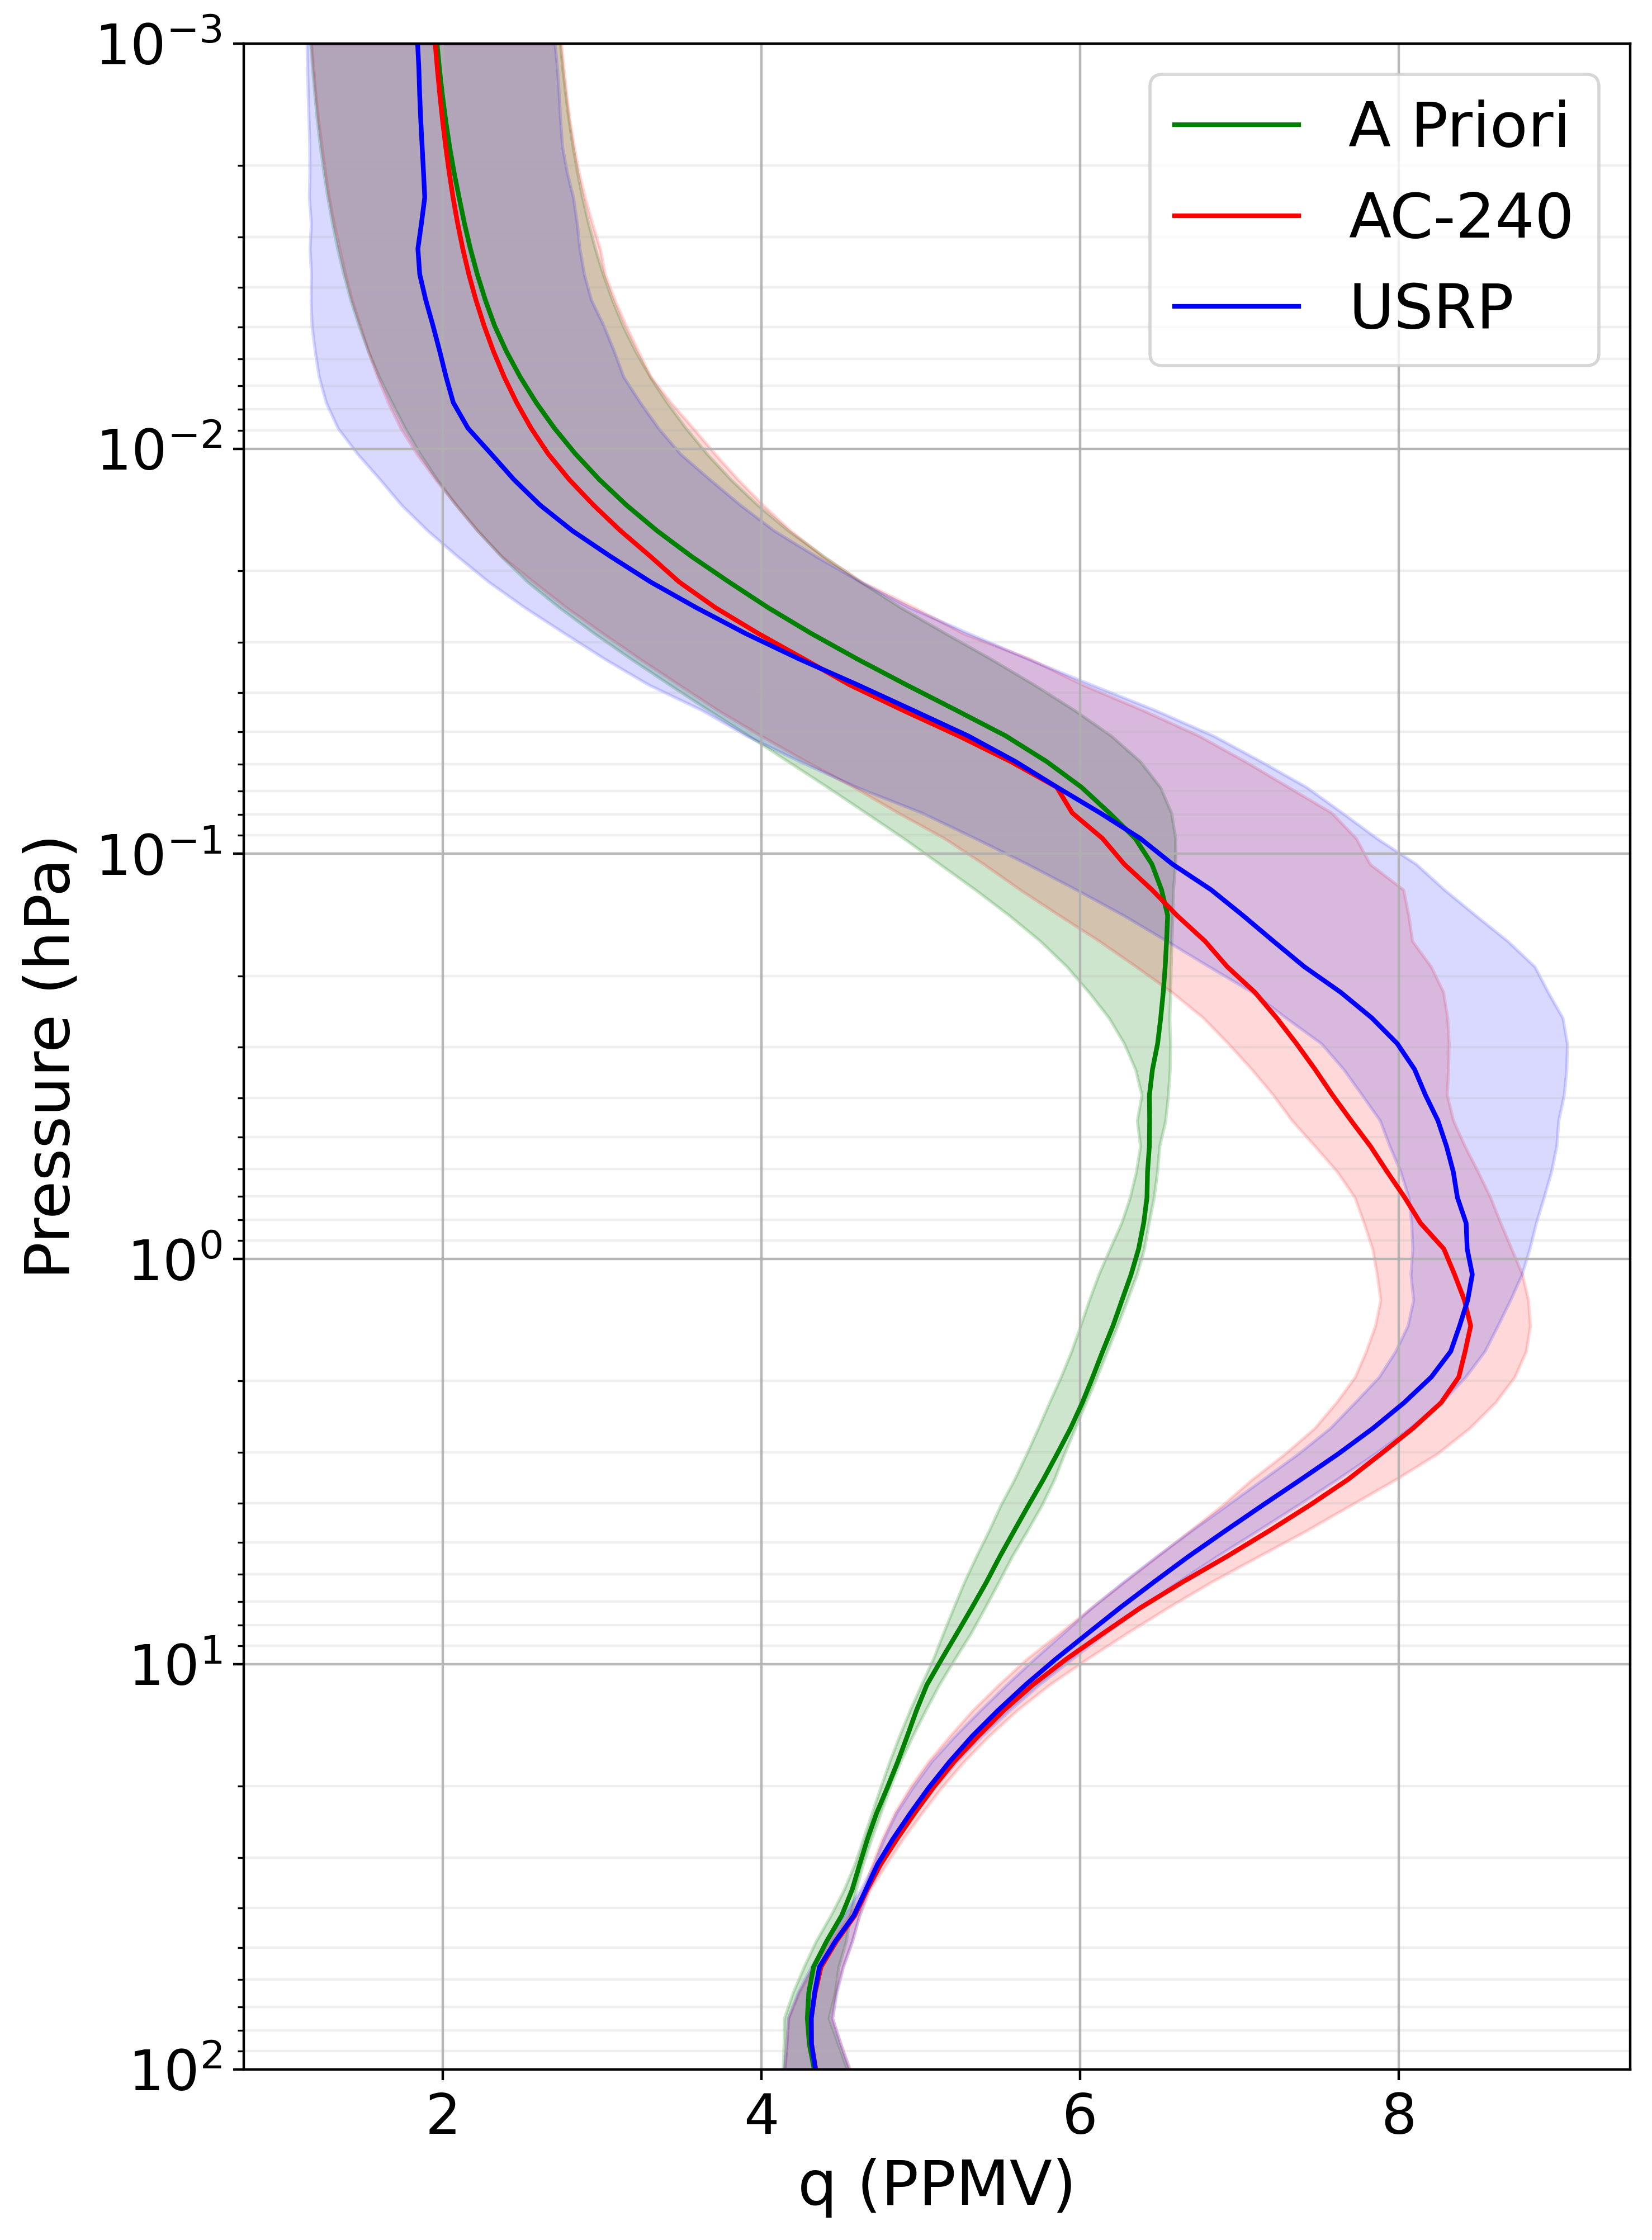 10⁻³
10⁻²
10⁻¹
10⁰
10¹
10²
Pressure (hPa)
A Priori
AC-240
USRP
2 4 6 8
q (PPMV)